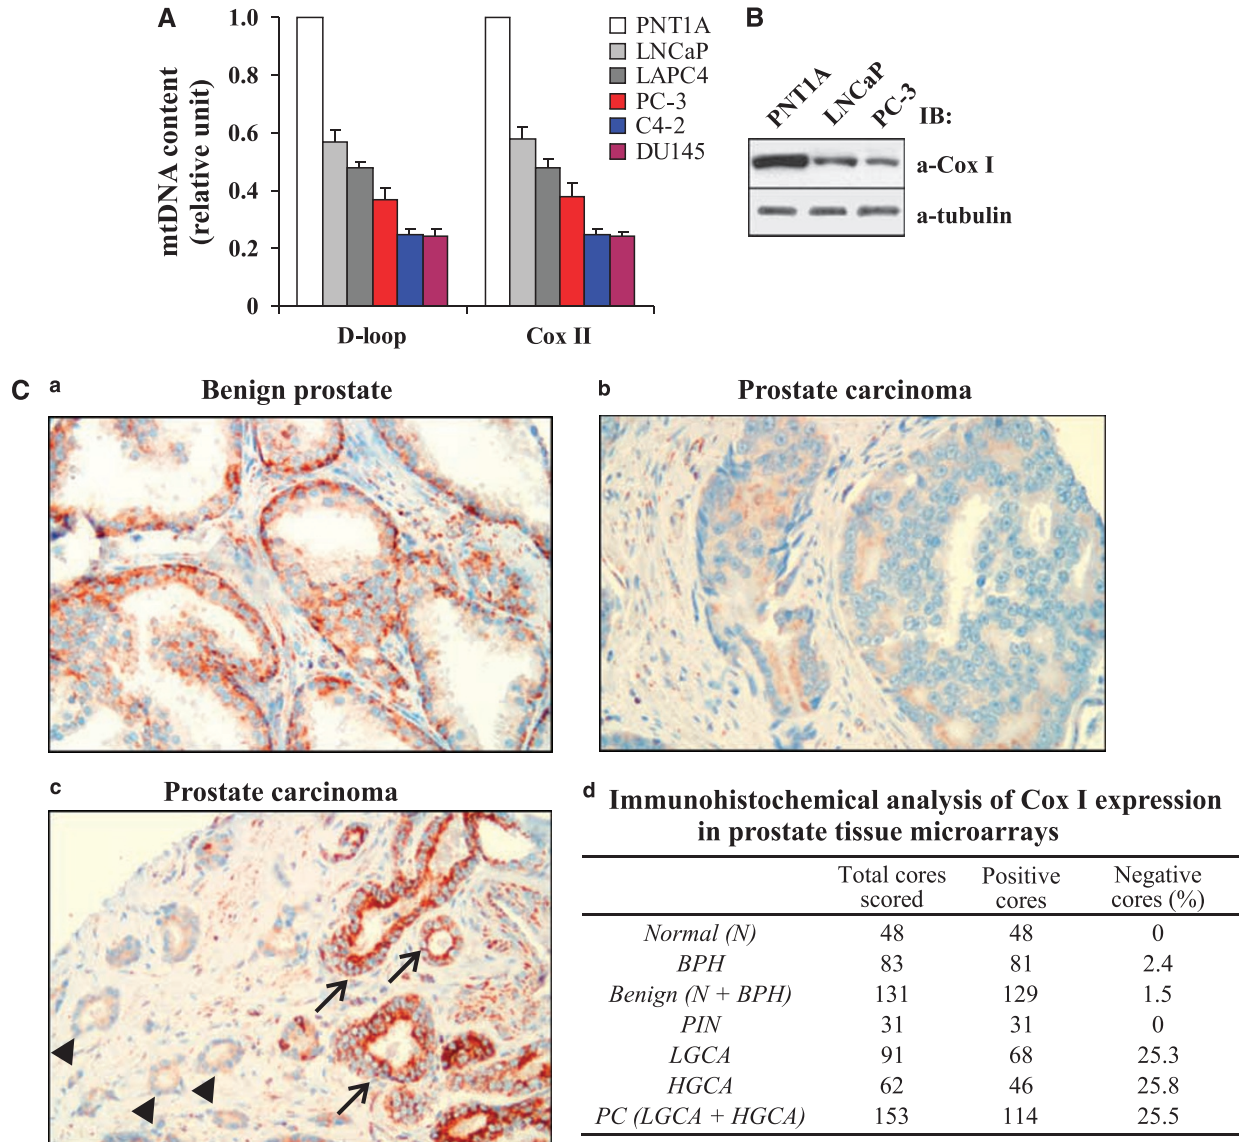 A
1.0
0.8
0.6
0.4
0.2
0
mtDNA content
(relative unit)
D-loop
Cox II
PNT1A
LNCaP
LAPC4
PC-3
C4-2
DU145
B
PNT1A
LNCaP
PC-3
IB:
a-Cox I
a-tubulin
C
a
Benign prostate
b
Prostate carcinoma
c
Prostate carcinoma
d
Immunohistochemical analysis of Cox I expression
in prostate tissue microarrays
Total cores scored Positive cores Negative cores (%)
Normal (N) 48 48 0
BPH 83 81 2.4
Benign (N + BPH) 131 129 1.5
PIN 31 31 0
LGCA 91 68 25.3
HGCA 62 46 25.8
PC (LGCA + HGCA) 153 114 25.5